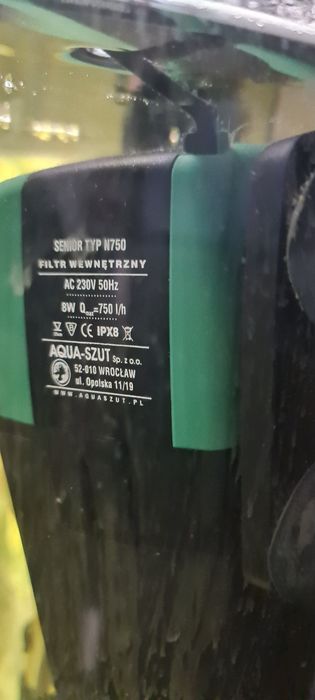 SENIOR TYP N750
FILTR WEWNĘTRZNY
AC 230V 50Hz
8W Qmax=750 l/h
CE IPX8
AQUA-SZUT Sp. z o.o.
52-010 WROCŁAW
ul. Opolska 11/19
WWW.AQUASZUT.PL